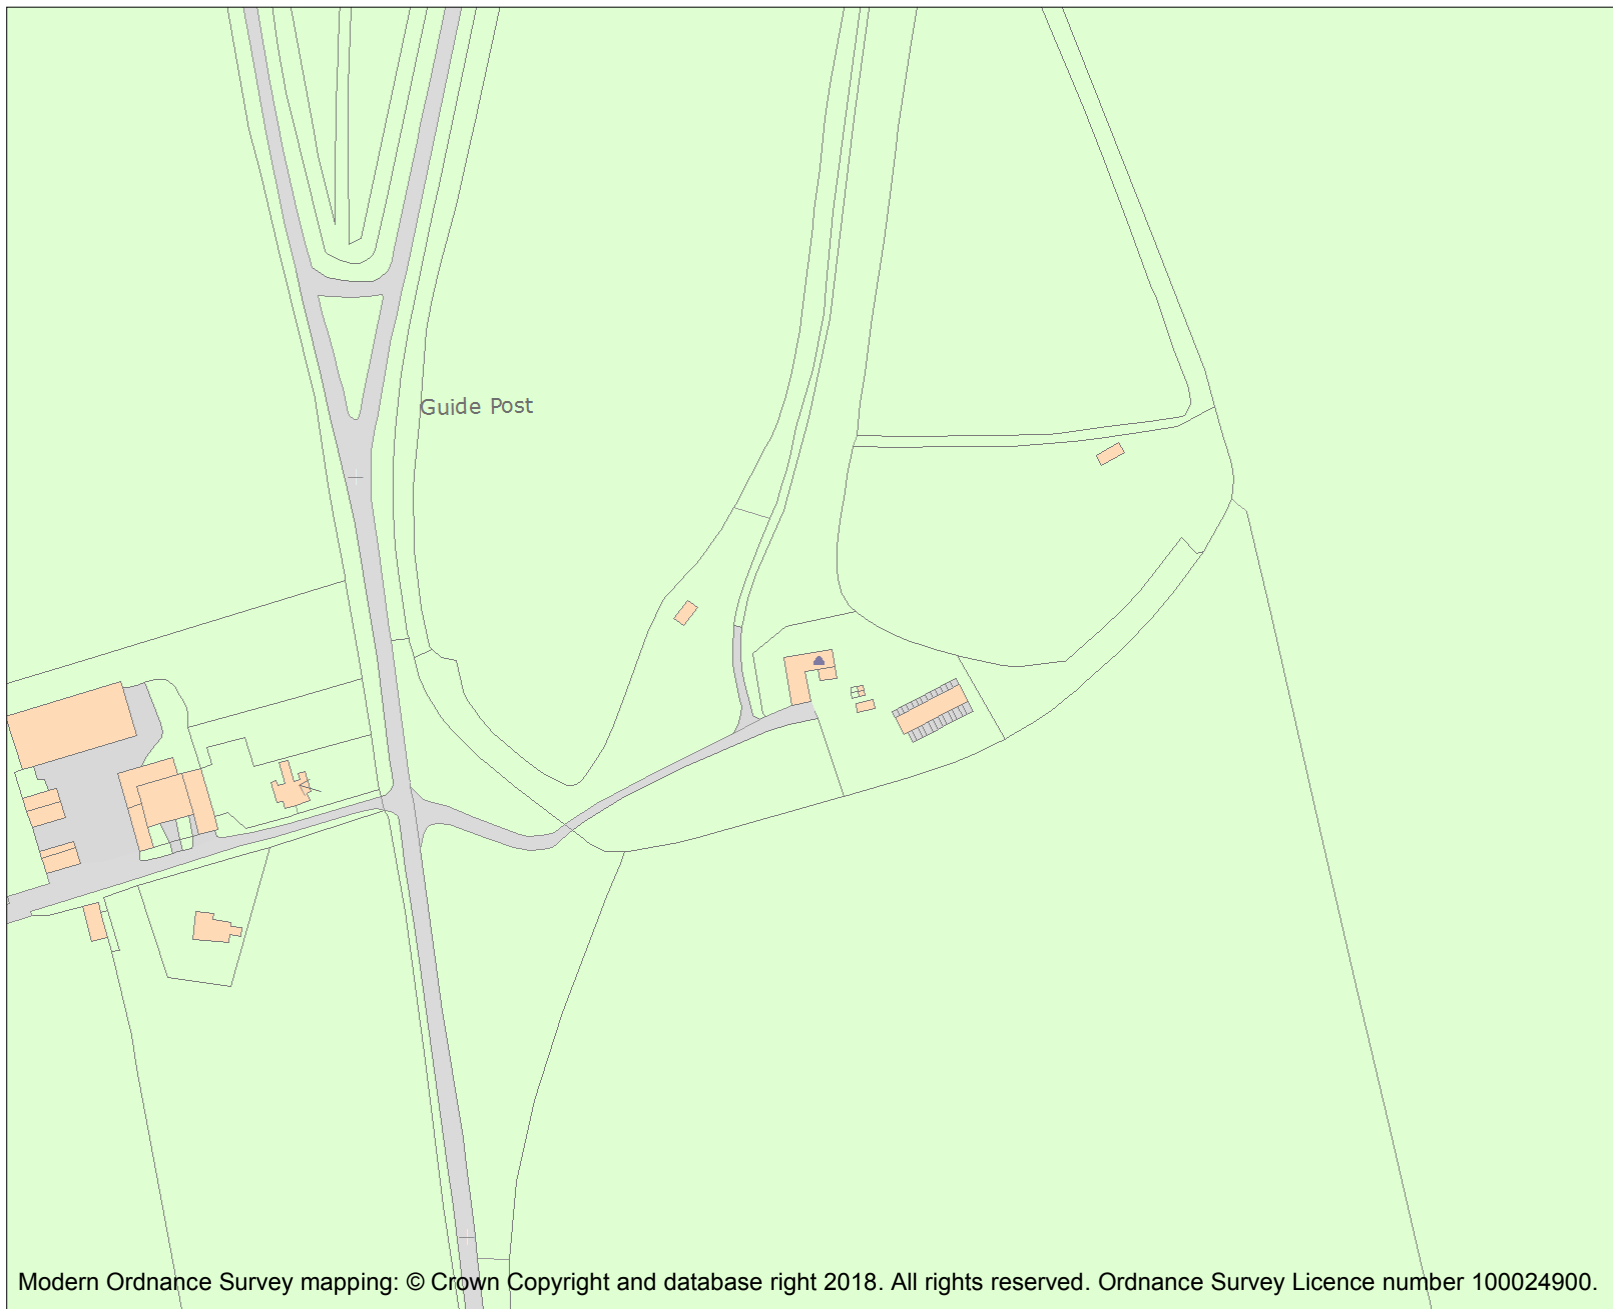 Guide Post
Modern Ordnance Survey mapping: © Crown Copyright and database right 2018. All rights reserved. Ordnance Survey Licence number 100024900.